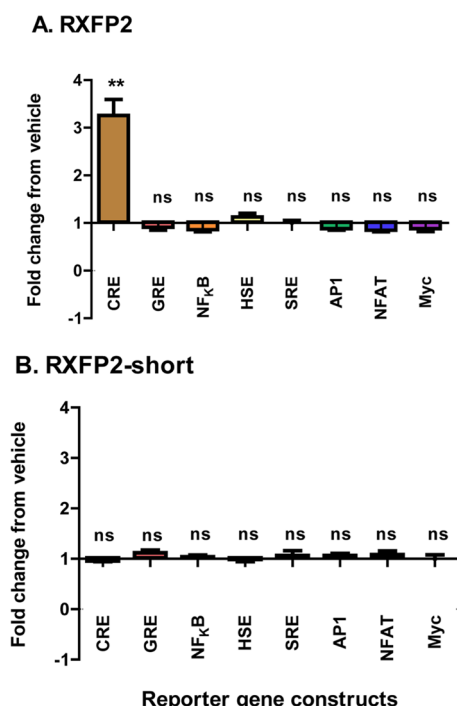 A. RXFP2
Fold change from vehicle
4
3
2
1
0
-1
**
ns ns ns ns ns ns ns
CRE GRE NFKB HSE SRE AP1 NFAT Myc
B. RXFP2-short
Fold change from vehicle
4
3
2
1
0
-1
ns ns ns ns ns ns ns ns
CRE GRE NFKB HSE SRE AP1 NFAT Myc
Reporter gene constructs